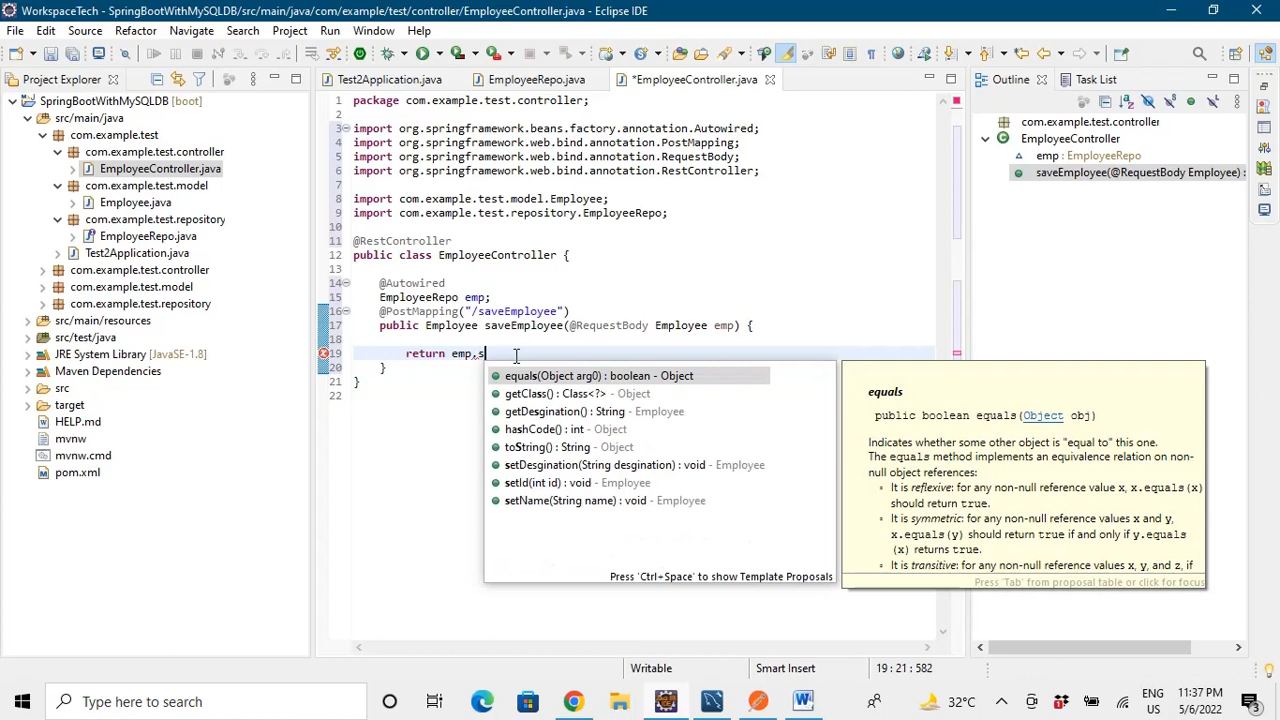 WorkspaceTech - SpringBootWithMySQLDB/src/main/java/com/example/test/controller/EmployeeController.java - Eclipse IDE
File Edit Source Refactor Navigate Search Project Run Window Help
Project Explorer
SpringBootWithMySQLDB [boot]
src/main/java
com.example.test
com.example.test.controller
EmployeeController.java
com.example.test.model
Employee.java
com.example.test.repository
EmployeeRepo.java
Test2Application.java
com.example.test.controller
com.example.test.model
com.example.test.repository
src/main/resources
src/test/java
JRE System Library [JavaSE-1.8]
Maven Dependencies
src
target
HELP.md
mvnw
mvnw.cmd
pom.xml
Test2Application.java EmployeeRepo.java *EmployeeController.java
1 package com.example.test.controller;
2
3 import org.springframework.beans.factory.annotation.Autowired;
4 import org.springframework.web.bind.annotation.PostMapping;
5 import org.springframework.web.bind.annotation.RequestBody;
6 import org.springframework.web.bind.annotation.RestController;
7
8 import com.example.test.model.Employee;
9 import com.example.test.repository.EmployeeRepo;
10
11 @RestController
12 public class EmployeeController {
13
14 @Autowired
15 EmployeeRepo emp;
16 @PostMapping("/saveEmployee")
17 public Employee saveEmployee(@RequestBody Employee emp) {
18
19 return emp.s
20 }
21 }
22
equals(Object arg0) : boolean - Object
getClass() : Class<?> - Object
getDesgination() : String - Employee
hashCode() : int - Object
toString() : String - Object
setDesgination(String desgination) : void - Employee
setId(int id) : void - Employee
setName(String name) : void - Employee
Press 'Ctrl+Space' to show Template Proposals
equals
public boolean equals(Object obj)
Indicates whether some other object is "equal to" this one.
The equals method implements an equivalence relation on non-
null object references:
It is reflexive: for any non-null reference value x, x.equals(x)
should return true.
It is symmetric: for any non-null reference values x and y,
x.equals(y) should return true if and only if y.equals
(x) returns true.
It is transitive: for any non-null reference values x, y, and z, if
Press 'Tab' from proposal table or click for focus
Outline Task List
com.example.test.controller
EmployeeController
emp : EmployeeRepo
saveEmployee(@RequestBody Employee) :
Writable Smart Insert 19 : 21 : 582
Type here to search
32°C
ENG
US
11:37 PM
5/6/2022
3